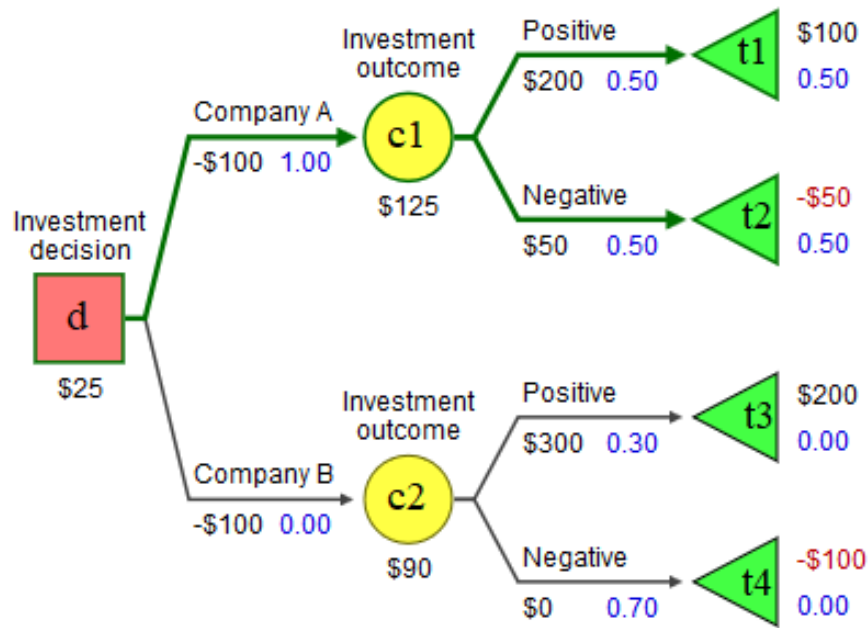 Investment
decision
d
$25
Company A
-$100 1.00
Investment
outcome
c1
$125
Positive
$200 0.50
t1
$100
0.50
Negative
$50 0.50
t2
-$50
0.50
Company B
-$100 0.00
Investment
outcome
c2
$90
Positive
$300 0.30
t3
$200
0.00
Negative
$0 0.70
t4
-$100
0.00